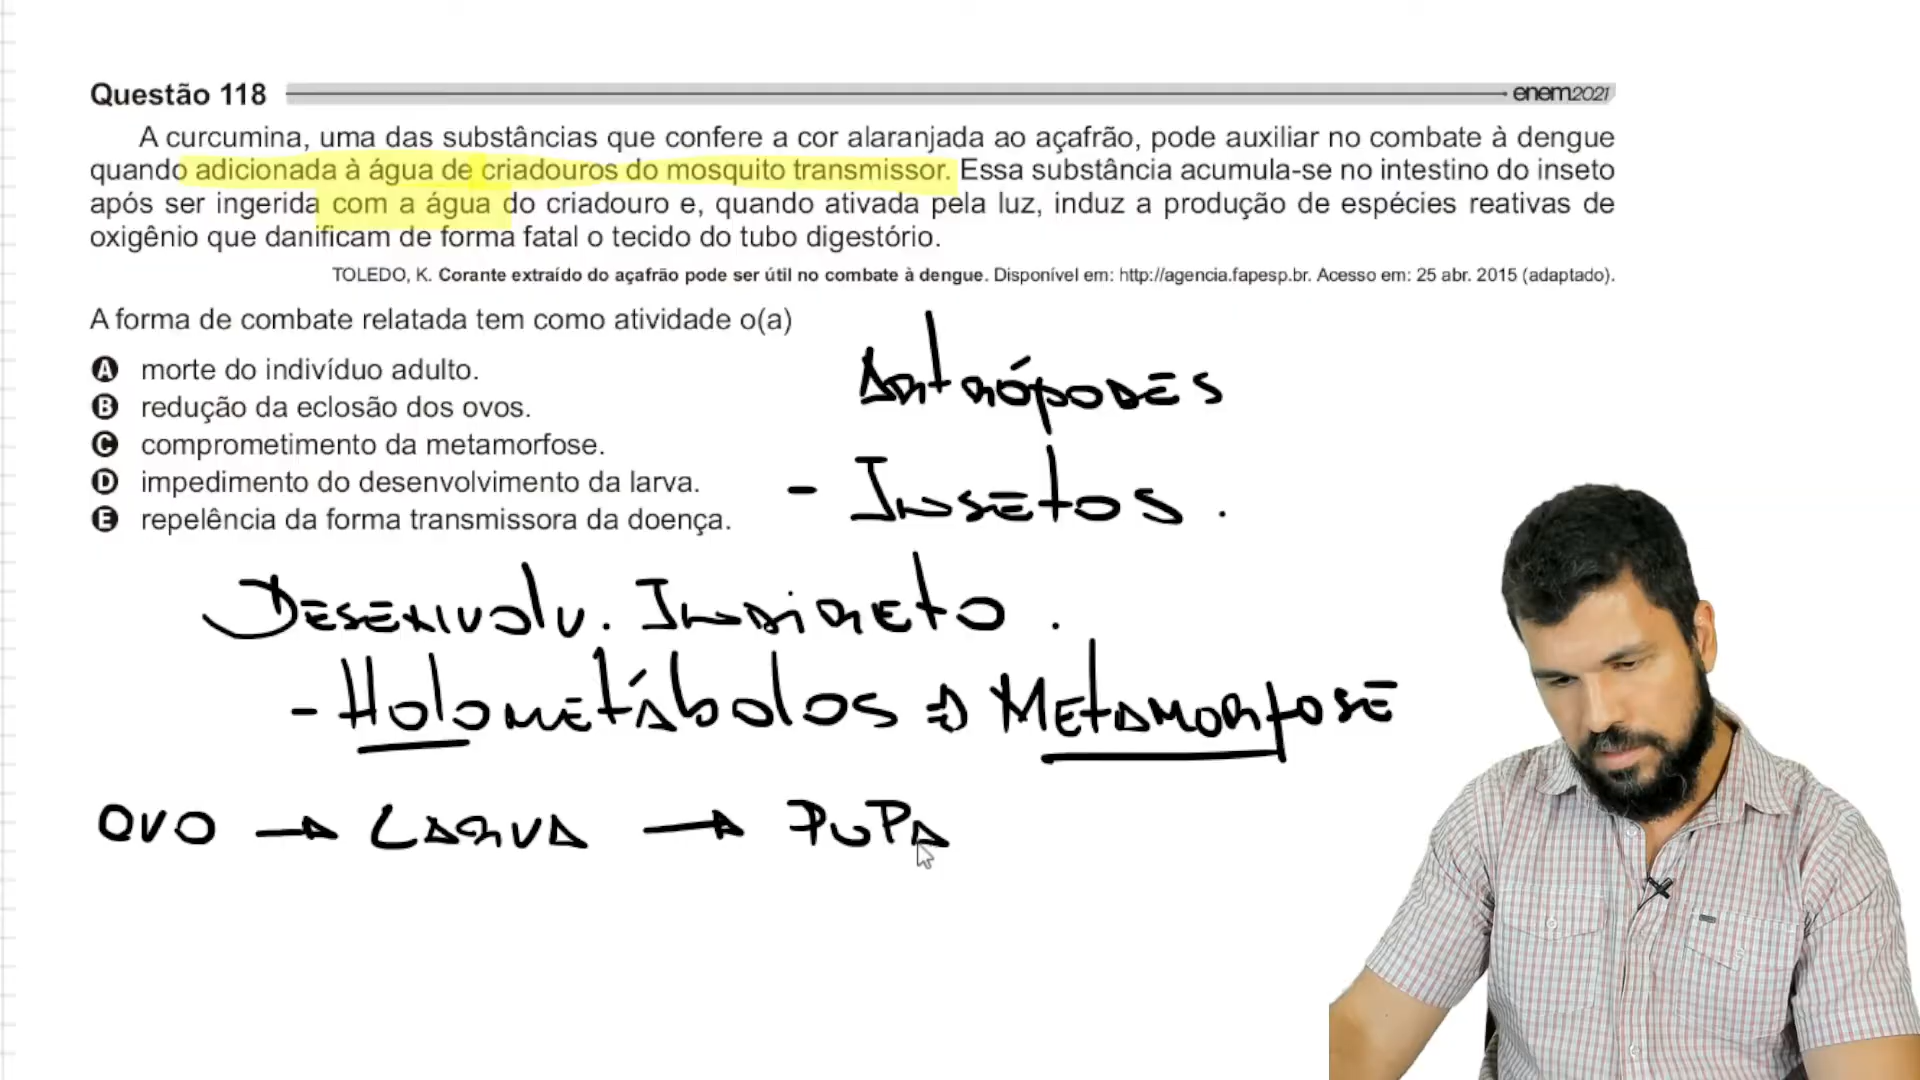 Questão 118
enem2021
A curcumina, uma das substâncias que confere a cor alaranjada ao açafrão, pode auxiliar no combate à dengue
quando adicionada à água de criadouros do mosquito transmissor. Essa substância acumula-se no intestino do inseto
após ser ingerida com a água do criadouro e, quando ativada pela luz, induz a produção de espécies reativas de
oxigênio que danificam de forma fatal o tecido do tubo digestório.
TOLEDO, K. Corante extraído do açafrão pode ser útil no combate à dengue. Disponível em: http://agencia.fapesp.br. Acesso em: 25 abr. 2015 (adaptado).
A forma de combate relatada tem como atividade o(a)
A morte do indivíduo adulto.
B redução da eclosão dos ovos.
C comprometimento da metamorfose.
D impedimento do desenvolvimento da larva.
E repelência da forma transmissora da doença.
Artrópodes
- Insetos.
Desenvolv. Indireto.
- Holometábolos ⇒ Metamorfose
OVO → LARVA → PUPA